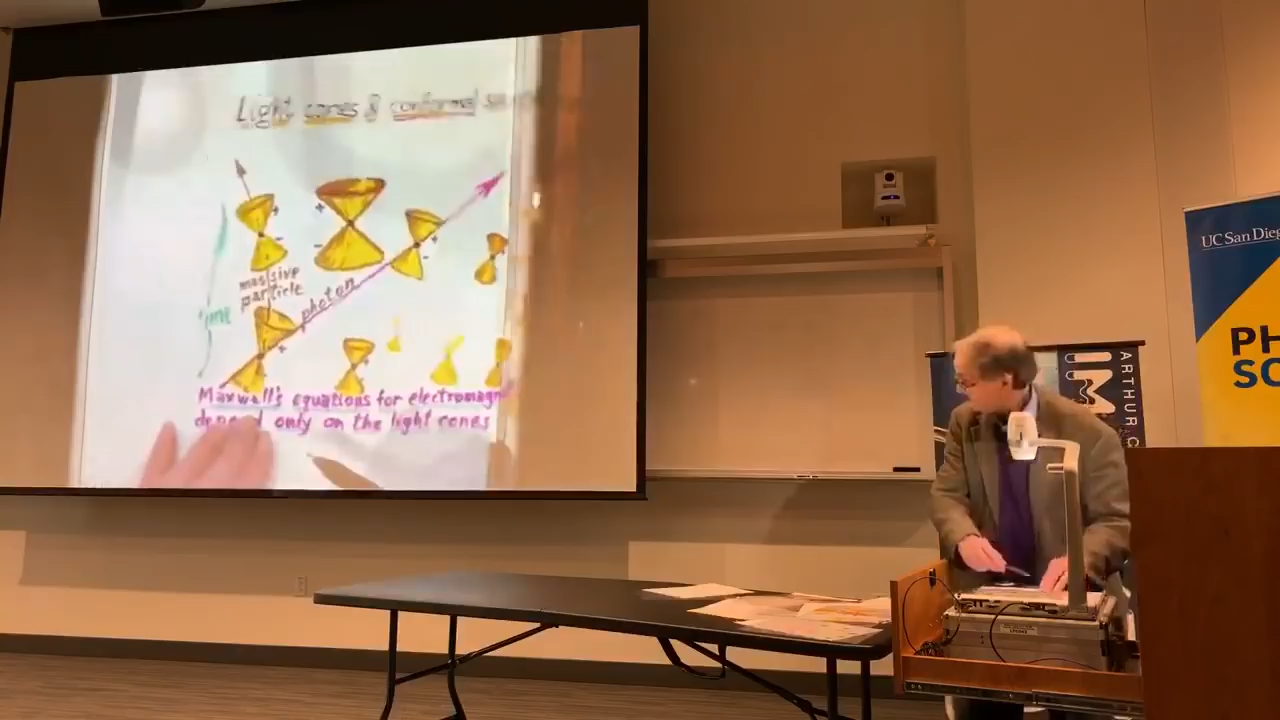 Light cones & conformal
massive
particle
photon
time
Maxwell's equations for electromagn
depend only on the light cones
UC San Dieg
PH
SC
IM
ARTHUR C